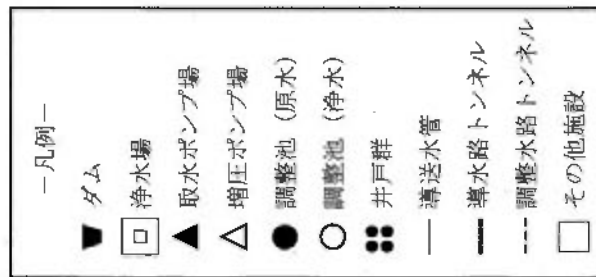 －凡例－
ダム
浄水場
取水ポンプ場
増圧ポンプ場
調整池（原水）
調整池（浄水）
井戸群
導送水管
導水路トンネル
調整水路トンネル
その他施設